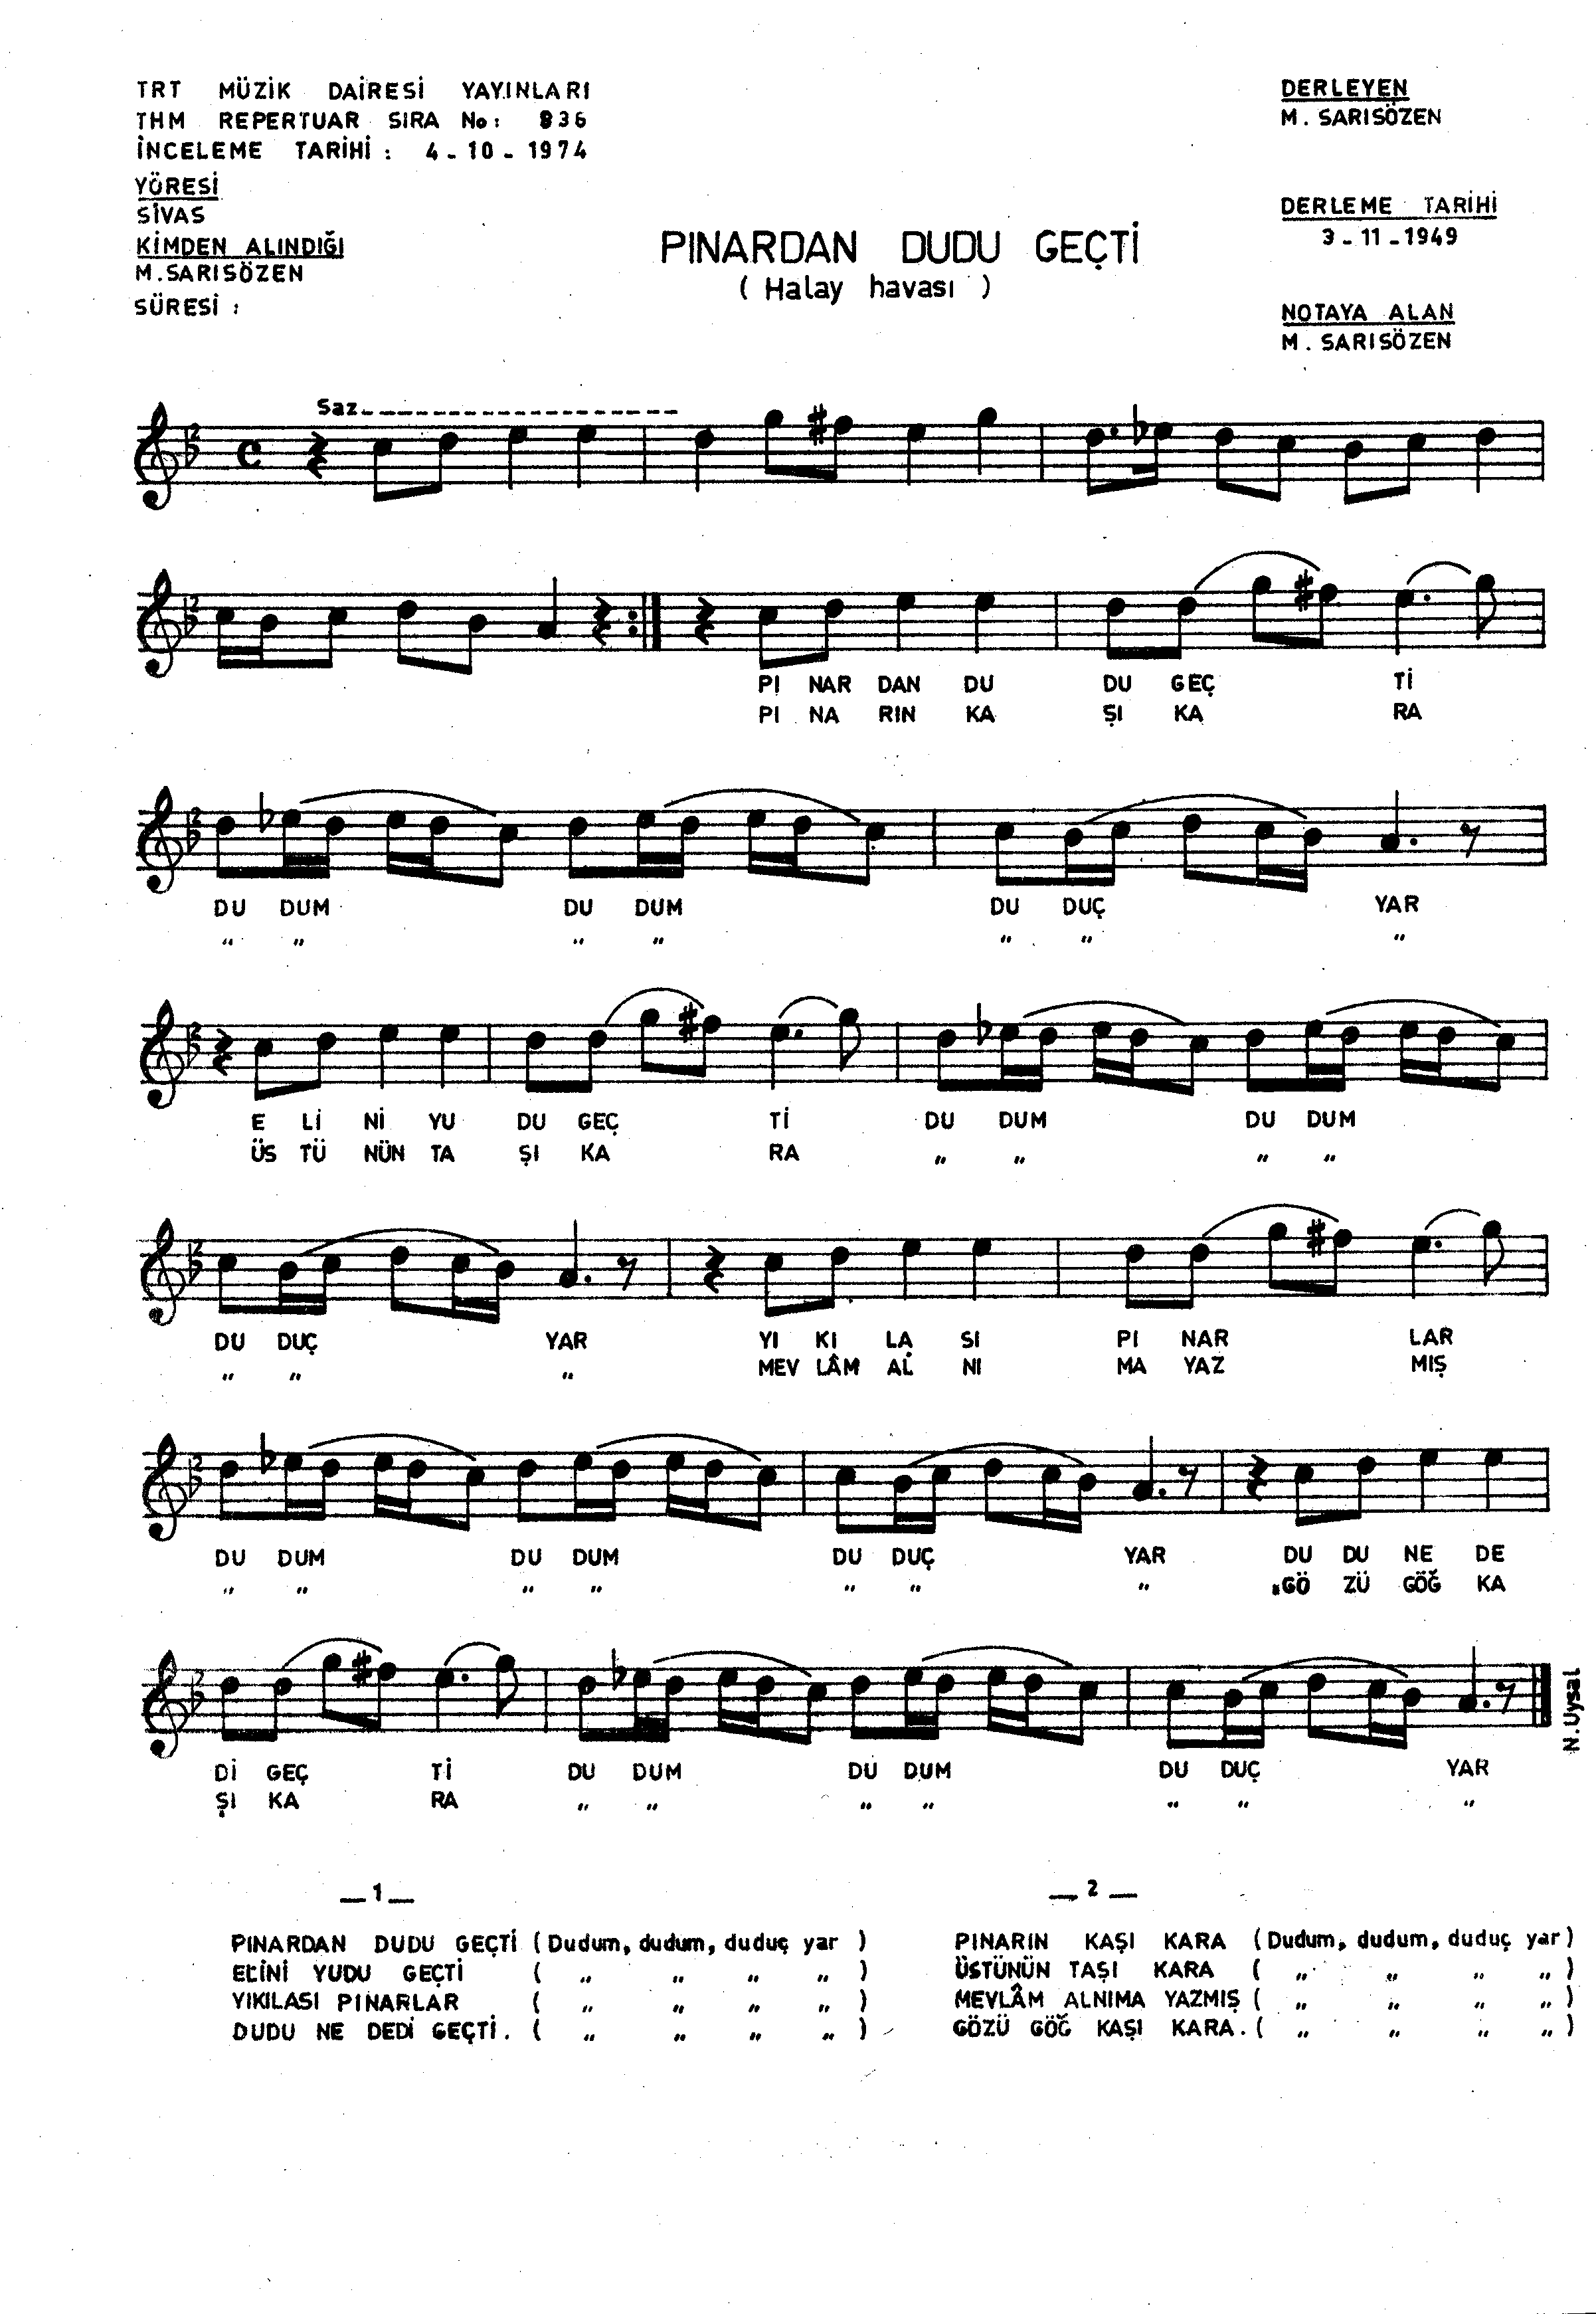 TRT MÜZİK DAİRESİ YAYINLARI
THM REPERTUAR SIRA No: 836
İNCELEME TARİHİ : 4-10-1974
YÖRESİ
SİVAS
KİMDEN ALINDIĞI
M.SARISÖZEN
SÜRESİ :
DERLEYEN
M. SARISÖZEN
DERLEME TARİHİ
3-11-1949
NOTAYA ALAN
M. SARISÖZEN
PINARDAN DUDU GEÇTİ
( Halay havası )
Saz
PI NAR DAN DU DU GEÇ Tİ
PI NA RIN KA ŞI KA RA
DU DUM DU DUM DU DUÇ YAR
" " " " " " "
E Lİ Nİ YU DU GEÇ Tİ DU DUM DU DUM
ÜS TÜ NÜN TA ŞI KA RA " " " "
DU DUÇ YAR YI KI LA SI PI NAR LAR
" " " MEV LÂM AL NI MA YAZ MIŞ
DU DUM DU DUM DU DUÇ YAR DU DU NE DE
" " " " " " " GÖ ZÜ GÖĞ KA
Dİ GEÇ Tİ DU DUM DU DUM DU DUÇ YAR
ŞI KA RA " " " " " " "
N.Uysal
— 1 —
PINARDAN DUDU GEÇTİ ( Dudum, dudum, duduç yar )
ELİNİ YUDU GEÇTİ ( " " " " )
YIKILASI PINARLAR ( " " " " )
DUDU NE DEDİ GEÇTİ. ( " " " " )
— 2 —
PINARIN KAŞI KARA ( Dudum, dudum, duduç yar )
ÜSTÜNÜN TAŞI KARA ( " " " " )
MEVLÂM ALNIMA YAZMIŞ ( " " " " )
GÖZÜ GÖĞ KAŞI KARA. ( " " " " )